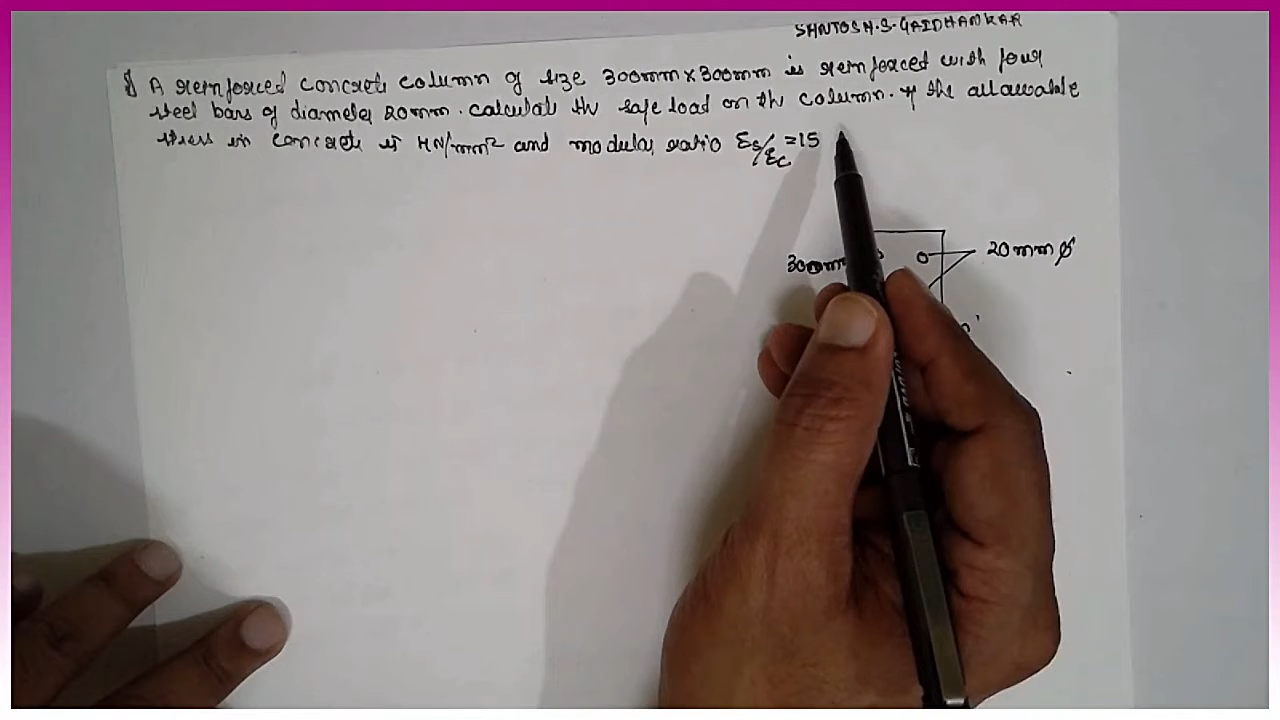 SANTOSH.S.GAIDHANKAR
1) A reinforced concrete column of size 300mm×300mm is reinforced with four
steel bars of diameter 20mm. calculate the safe load on the column. if the allowable
stress in concrete is 4N/mm² and modular ratio Es/Ec =15
300mm
20mm ϕ